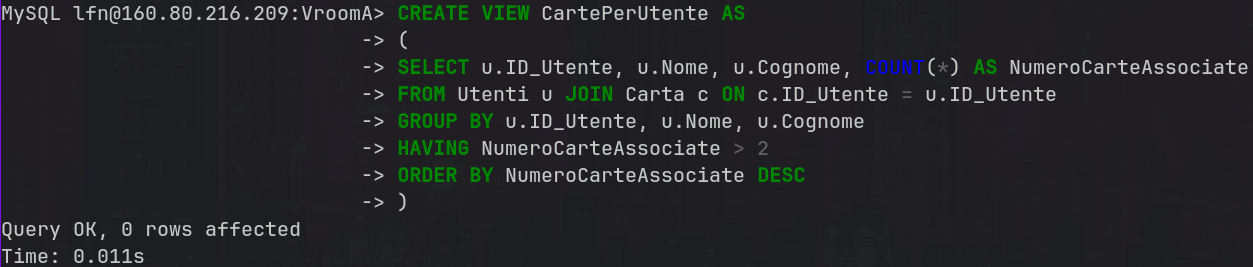 MySQL lfn@160.80.216.209:VroomA> CREATE VIEW CartePerUtente AS
-> (
-> SELECT u.ID_Utente, u.Nome, u.Cognome, COUNT(*) AS NumeroCarteAssociate
-> FROM Utenti u JOIN Carta c ON c.ID_Utente = u.ID_Utente
-> GROUP BY u.ID_Utente, u.Nome, u.Cognome
-> HAVING NumeroCarteAssociate > 2
-> ORDER BY NumeroCarteAssociate DESC
-> )
Query OK, 0 rows affected
Time: 0.011s